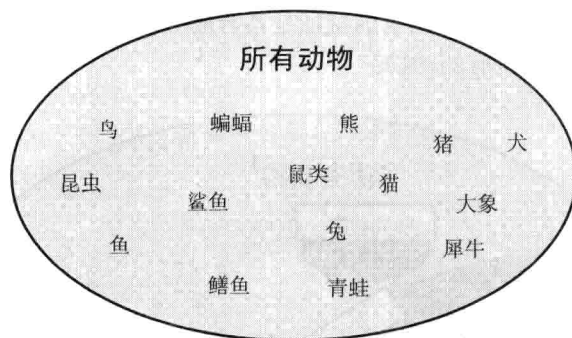 所有动物
鸟
蝙蝠
熊
猪
犬
昆虫
鲨鱼
鼠类
猫
大象
鱼
兔
犀牛
鳝鱼
青蛙